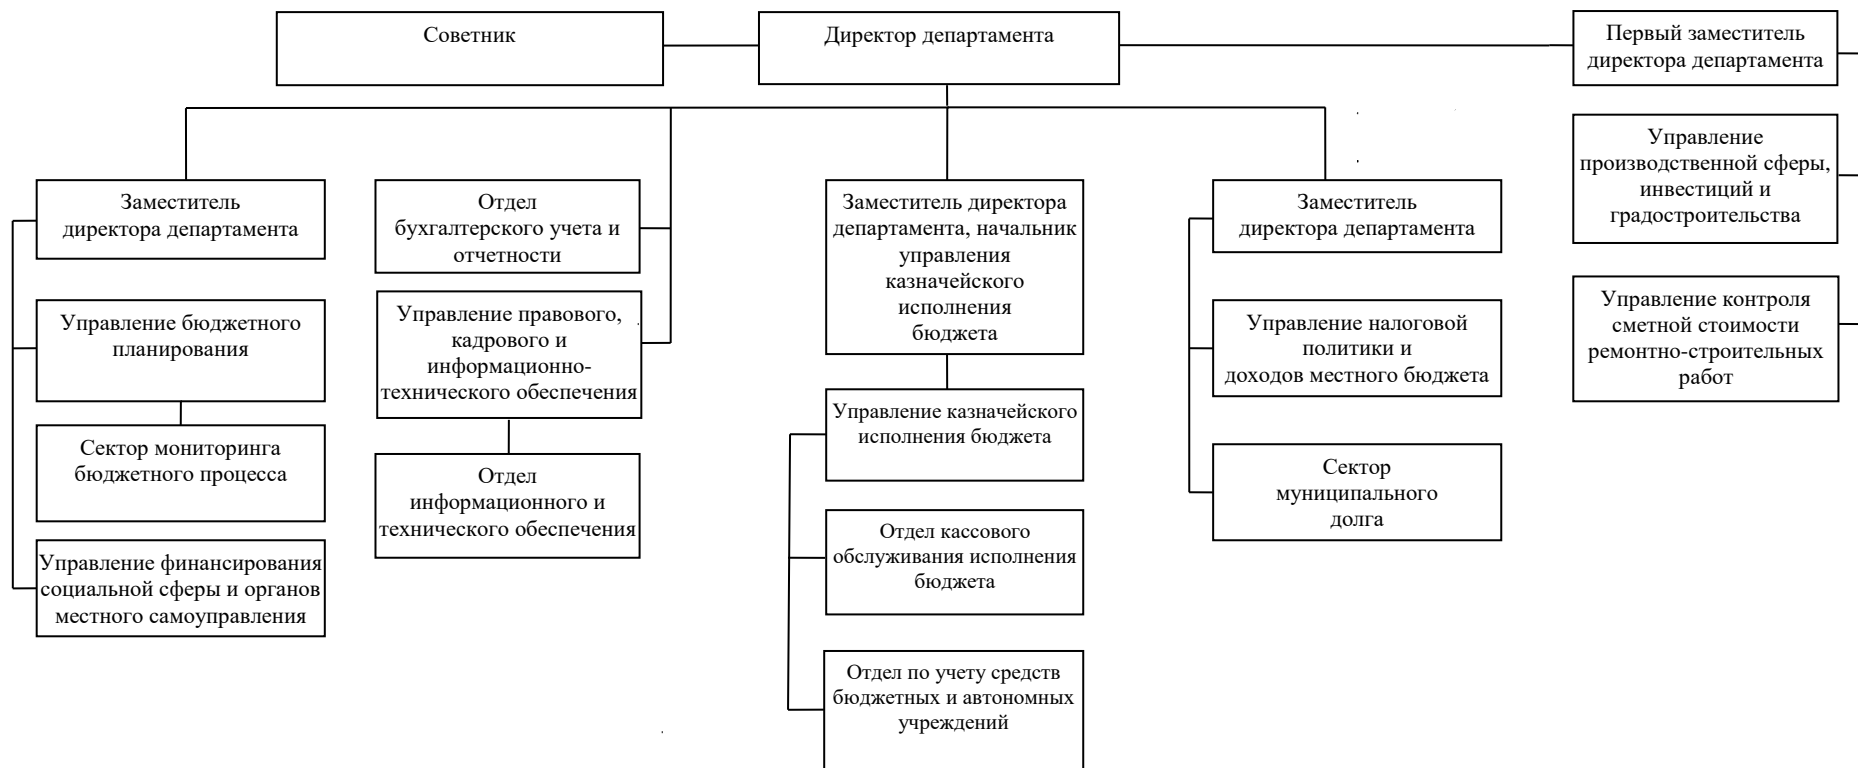 Советник
Директор департамента
Первый заместитель
директора департамента
Управление
производственной сферы,
инвестиций и
градостроительства
Управление контроля
сметной стоимости
ремонтно-строительных
работ
Заместитель
директора департамента
Управление бюджетного
планирования
Сектор мониторинга
бюджетного процесса
Управление финансирования
социальной сферы и органов
местного самоуправления
Отдел
бухгалтерского учета и
отчетности
Управление правового,
кадрового и
информационно-
технического обеспечения
Отдел
информационного и
технического обеспечения
Заместитель директора
департамента, начальник
управления
казначейского
исполнения
бюджета
Управление казначейского
исполнения бюджета
Отдел кассового
обслуживания исполнения
бюджета
Отдел по учету средств
бюджетных и автономных
учреждений
Заместитель
директора департамента
Управление налоговой
политики и
доходов местного бюджета
Сектор
муниципального
долга